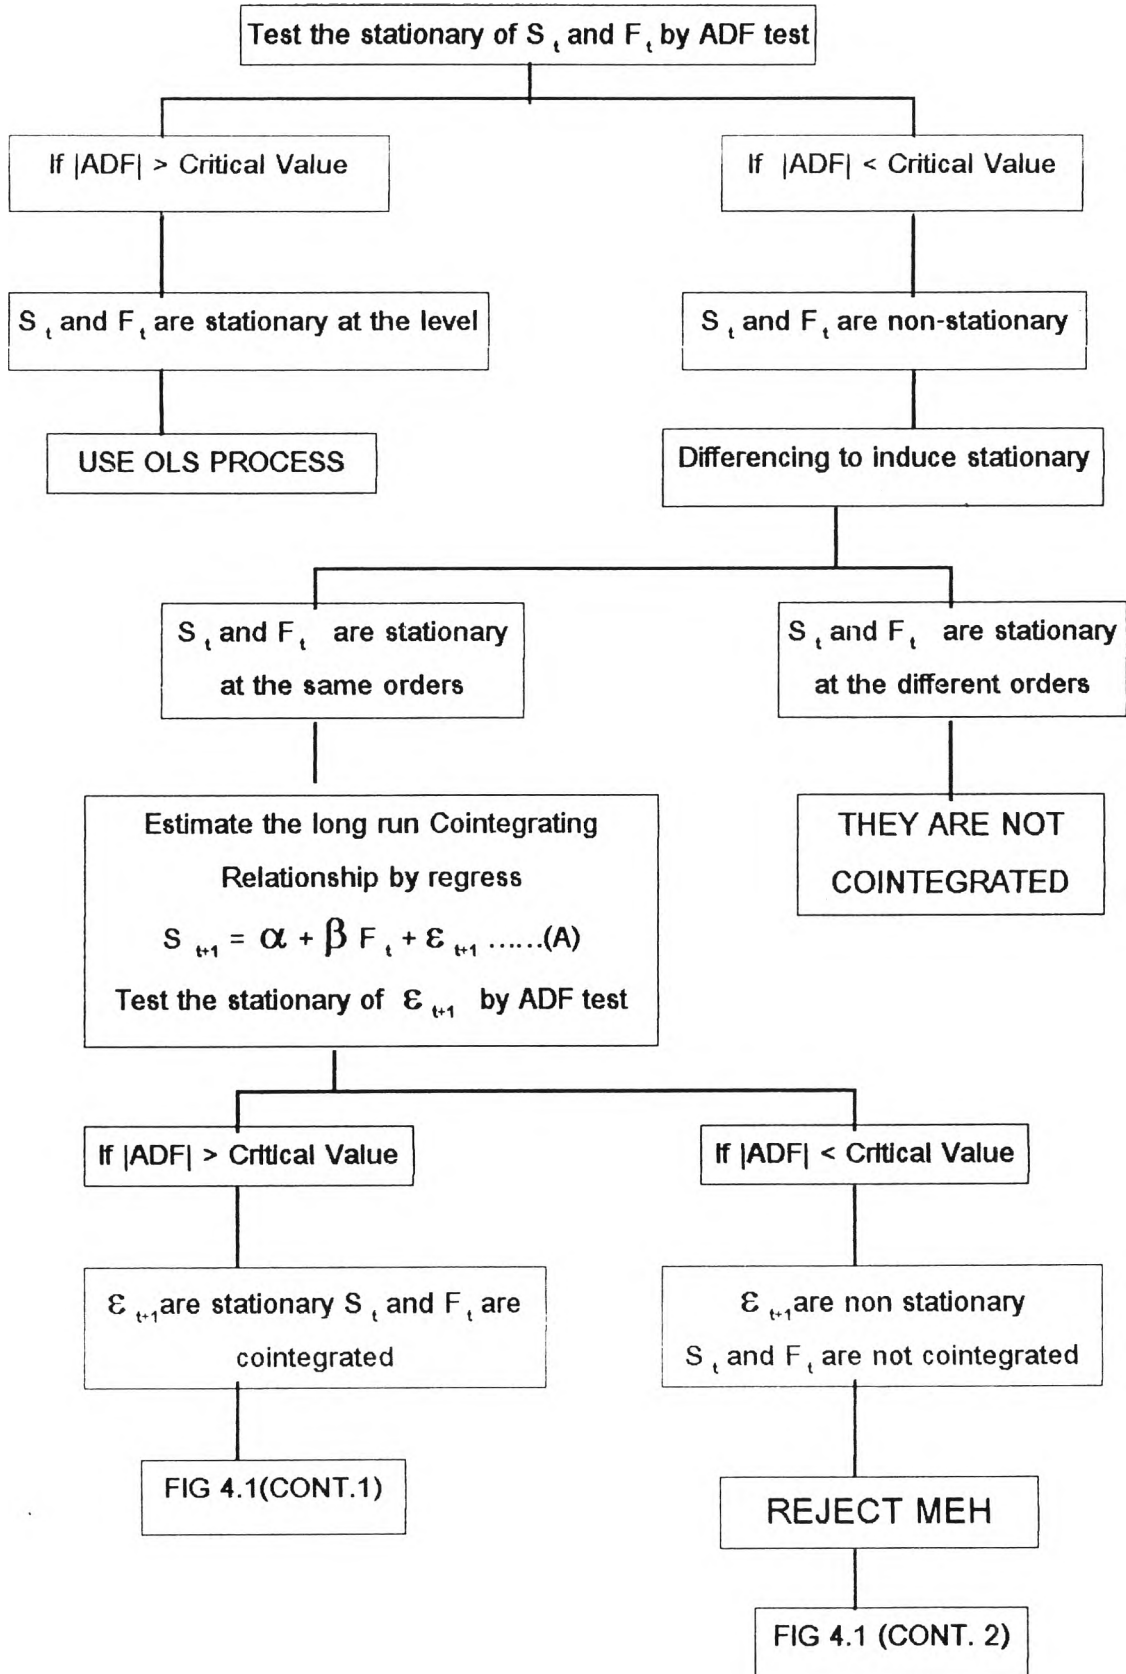 Test the stationary of S t and F t by ADF test
If |ADF| > Critical Value
If |ADF| < Critical Value
S t and F t are stationary at the level
S t and F t are non-stationary
USE OLS PROCESS
Differencing to induce stationary
S t and F t are stationary
at the same orders
S t and F t are stationary
at the different orders
Estimate the long run Cointegrating
Relationship by regress
S t+1 = α + β F t + ε t+1 ......(A)
Test the stationary of ε t+1 by ADF test
THEY ARE NOT
COINTEGRATED
If |ADF| > Critical Value
If |ADF| < Critical Value
ε t+1 are stationary S t and F t are
cointegrated
ε t+1 are non stationary
S t and F t are not cointegrated
FIG 4.1(CONT.1)
REJECT MEH
FIG 4.1 (CONT. 2)